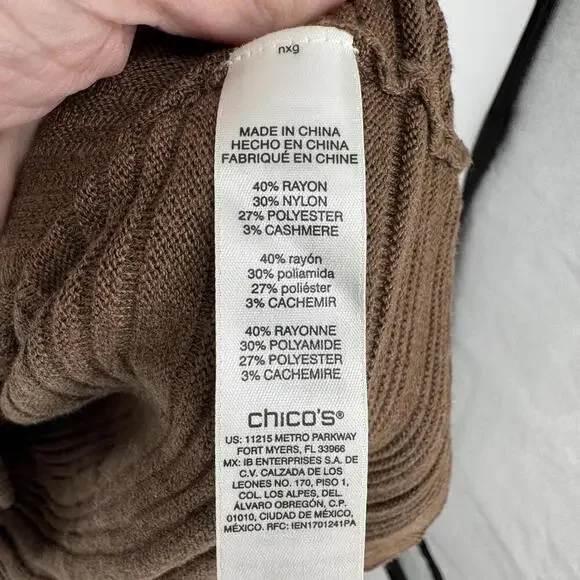 nxg
MADE IN CHINA
HECHO EN CHINA
FABRIQUÉ EN CHINE
40% RAYON
30% NYLON
27% POLYESTER
3% CASHMERE
40% rayón
30% poliamida
27% poliéster
3% CACHEMIR
40% RAYONNE
30% POLYAMIDE
27% POLYESTER
3% CACHEMIRE
chico's®
US: 11215 METRO PARKWAY
FORT MYERS, FL 33966
MX: IB ENTERPRISES S.A. DE
C.V. CALZADA DE LOS
LEONES NO. 170, PISO 1,
COL. LOS ALPES, DEL.
ÁLVARO OBREGÓN, C.P.
01010, CIUDAD DE MÉXICO,
MÉXICO. RFC: IEN1701241PA